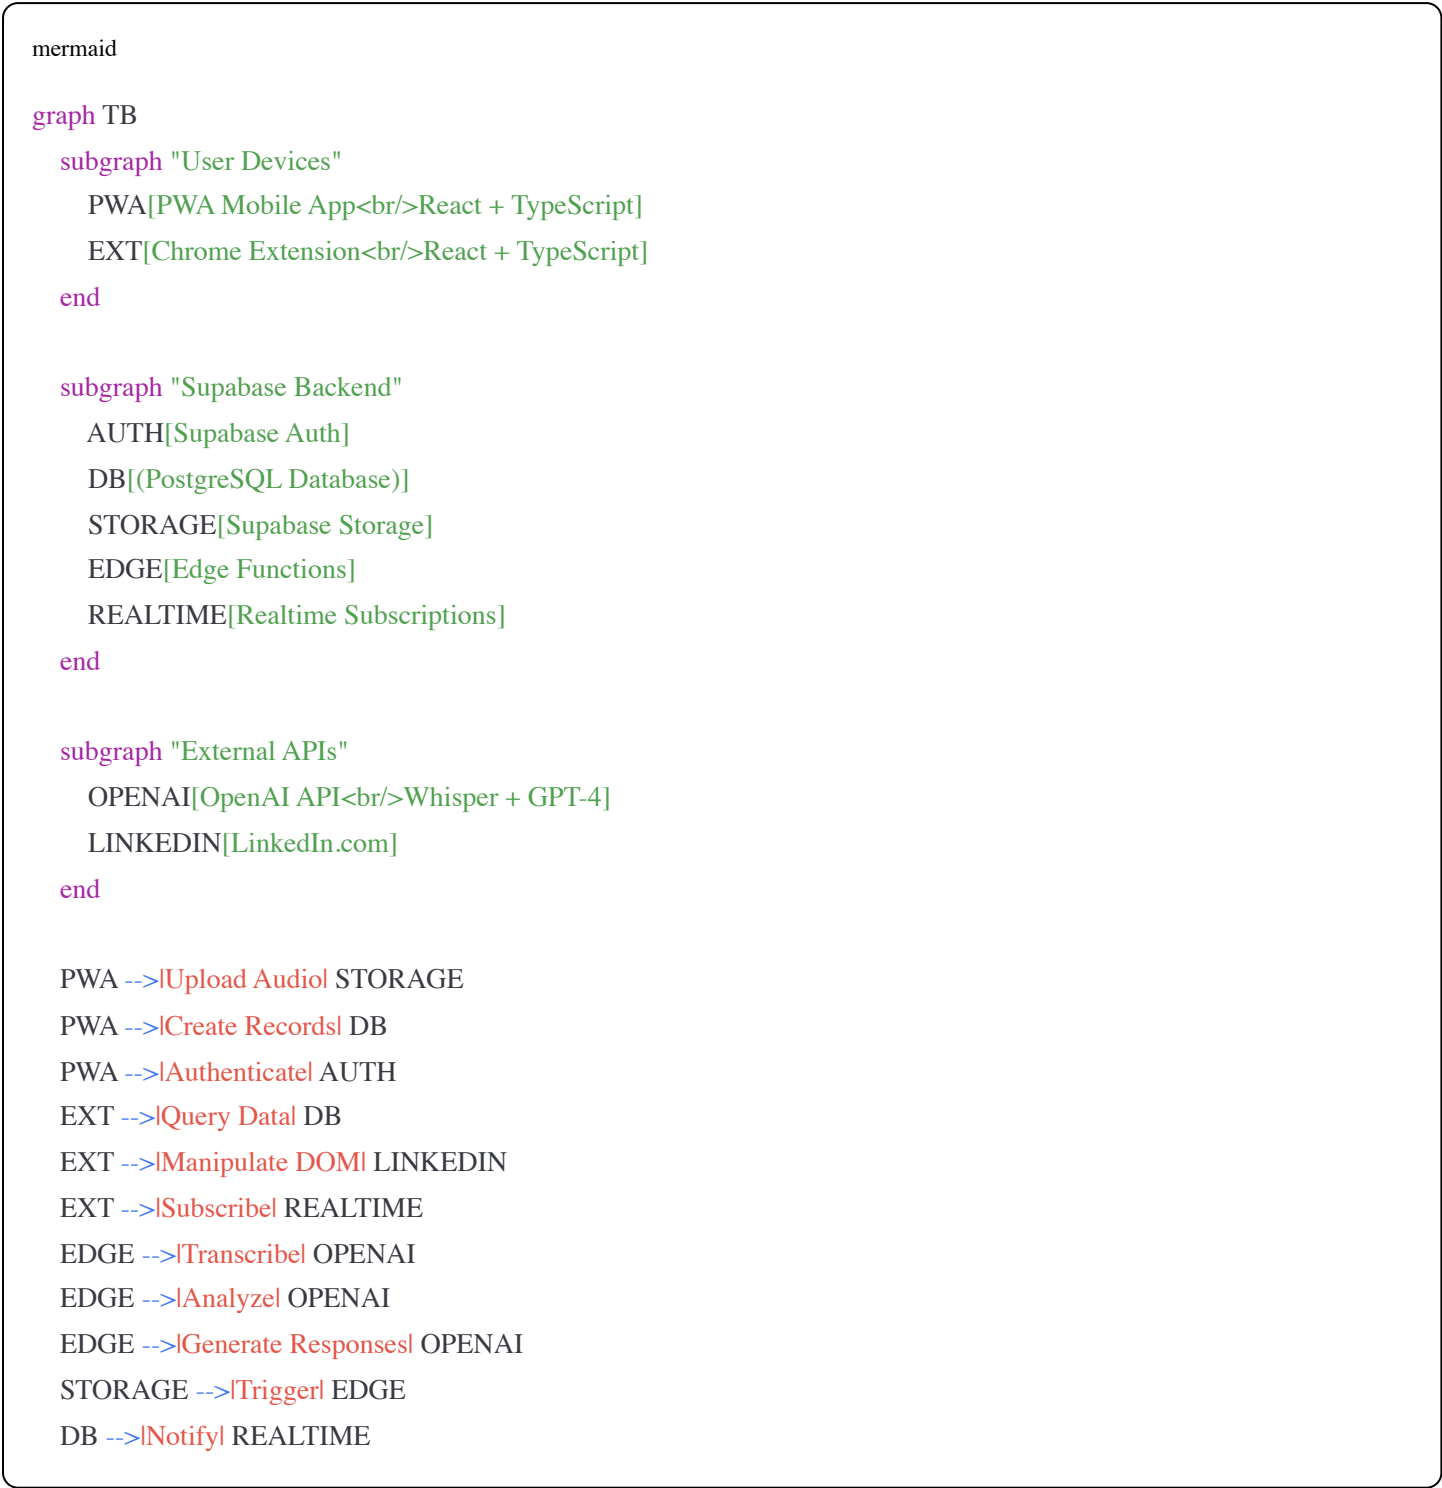 mermaid
graph TB
subgraph "User Devices"
PWA[PWA Mobile App<br/>React + TypeScript]
EXT[Chrome Extension<br/>React + TypeScript]
end
subgraph "Supabase Backend"
AUTH[Supabase Auth]
DB[(PostgreSQL Database)]
STORAGE[Supabase Storage]
EDGE[Edge Functions]
REALTIME[Realtime Subscriptions]
end
subgraph "External APIs"
OPENAI[OpenAI API<br/>Whisper + GPT-4]
LINKEDIN[LinkedIn.com]
end
PWA -->|Upload Audio| STORAGE
PWA -->|Create Records| DB
PWA -->|Authenticate| AUTH
EXT -->|Query Data| DB
EXT -->|Manipulate DOM| LINKEDIN
EXT -->|Subscribe| REALTIME
EDGE -->|Transcribe| OPENAI
EDGE -->|Analyze| OPENAI
EDGE -->|Generate Responses| OPENAI
STORAGE -->|Trigger| EDGE
DB -->|Notify| REALTIME